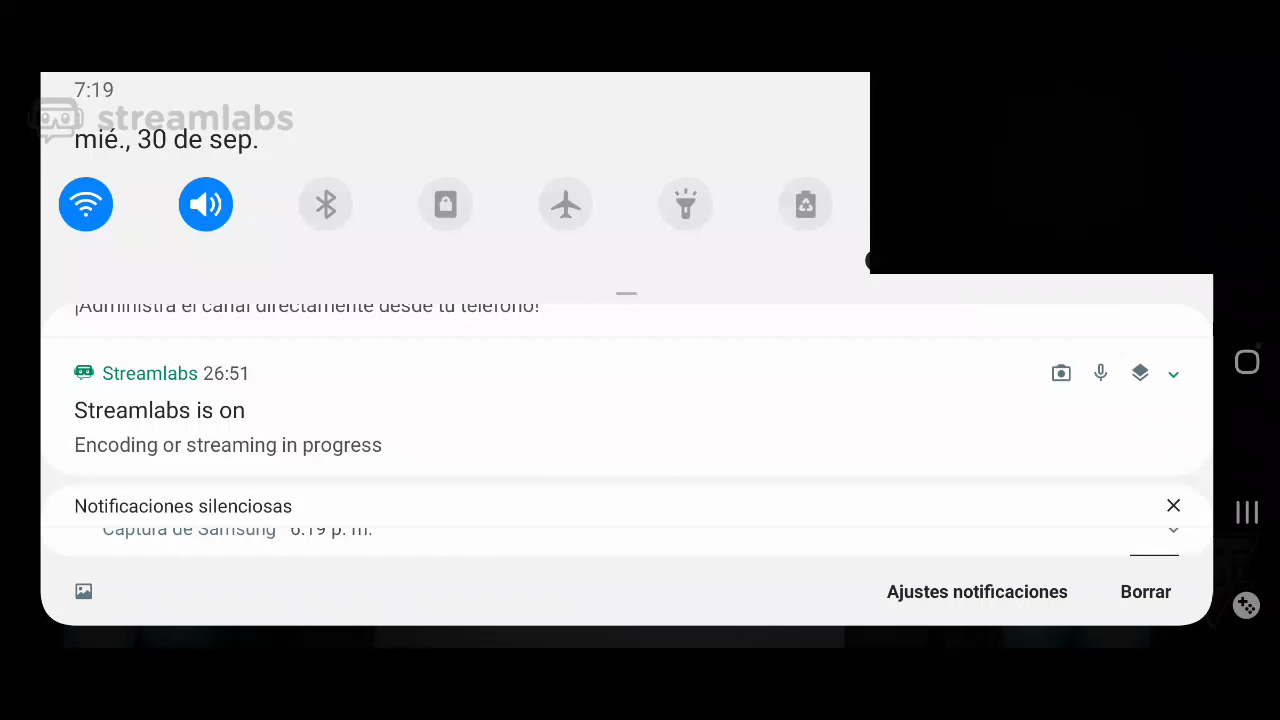 7:19
streamlabs
mié., 30 de sep.
¡Administra el canal directamente desde tu teléfono!
Streamlabs 26:51
Streamlabs is on
Encoding or streaming in progress
Notificaciones silenciosas
Captura de Samsung 6:19 p. m.
Ajustes notificaciones Borrar